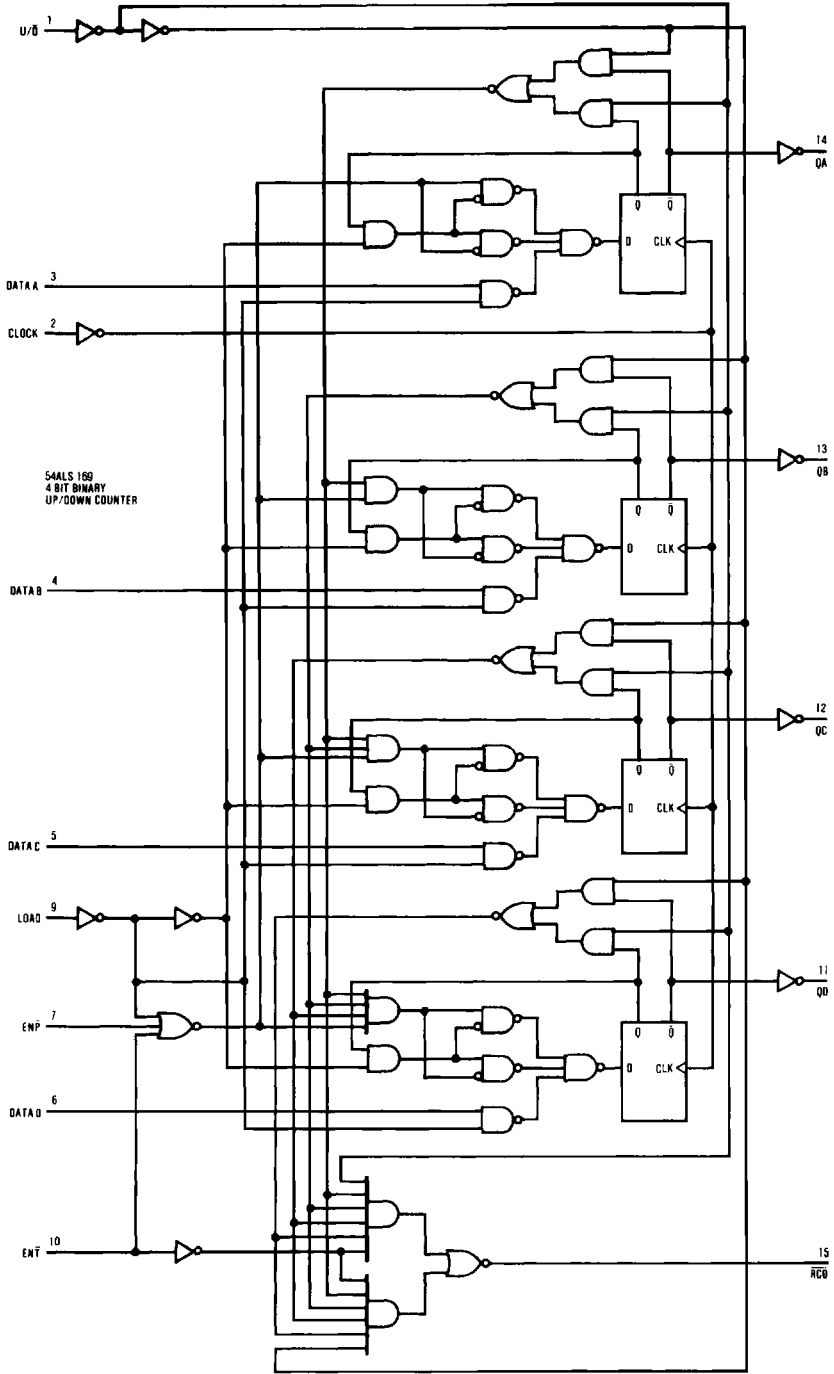 U/D̅ 1
14
QA
Q Q̅
D CLK
DATA A 3
CLOCK 2
13
QB
54ALS 169
4 BIT BINARY
UP/DOWN COUNTER
Q Q̅
D CLK
DATA B 4
12
QC
Q Q̅
D CLK
DATA C 5
LOAD 9
11
QD
ENP̅ 7
Q Q̅
D CLK
DATA D 6
ENT̅ 10
15
R̅C̅O̅